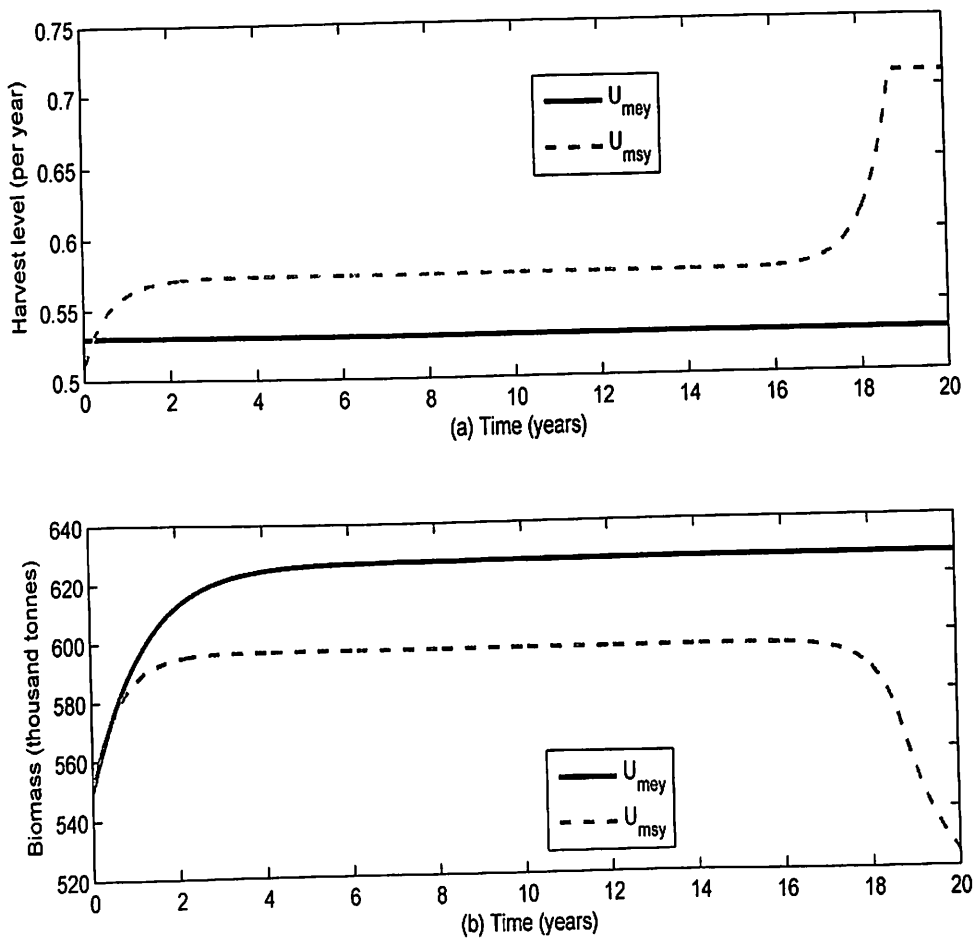 0.75
0.7
0.65
0.6
0.55
0.5
Harvest level (per year)
U_mey
U_msy
0 2 4 6 8 10 12 14 16 18 20
(a) Time (years)
640
620
600
580
560
540
520
Biomass (thousand tonnes)
U_mey
U_msy
0 2 4 6 8 10 12 14 16 18 20
(b) Time (years)